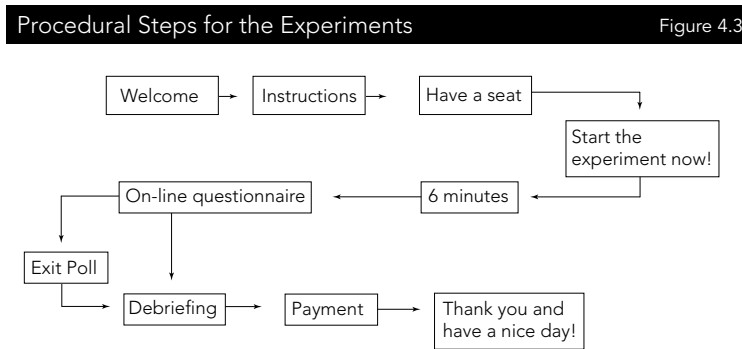 Procedural Steps for the Experiments
Figure 4.3
Welcome
Instructions
Have a seat
Start the
experiment now!
6 minutes
On-line questionnaire
Exit Poll
Debriefing
Payment
Thank you and
have a nice day!